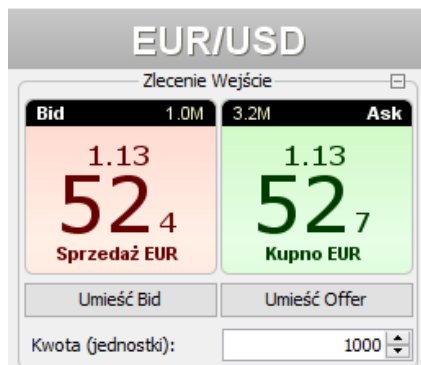 EUR/USD
Zlecenie Wejście
Bid 1.0M 3.2M Ask
1.13 1.13
52 4 52 7
Sprzedaż EUR Kupno EUR
Umieść Bid Umieść Offer
Kwota (jednostki): 1000